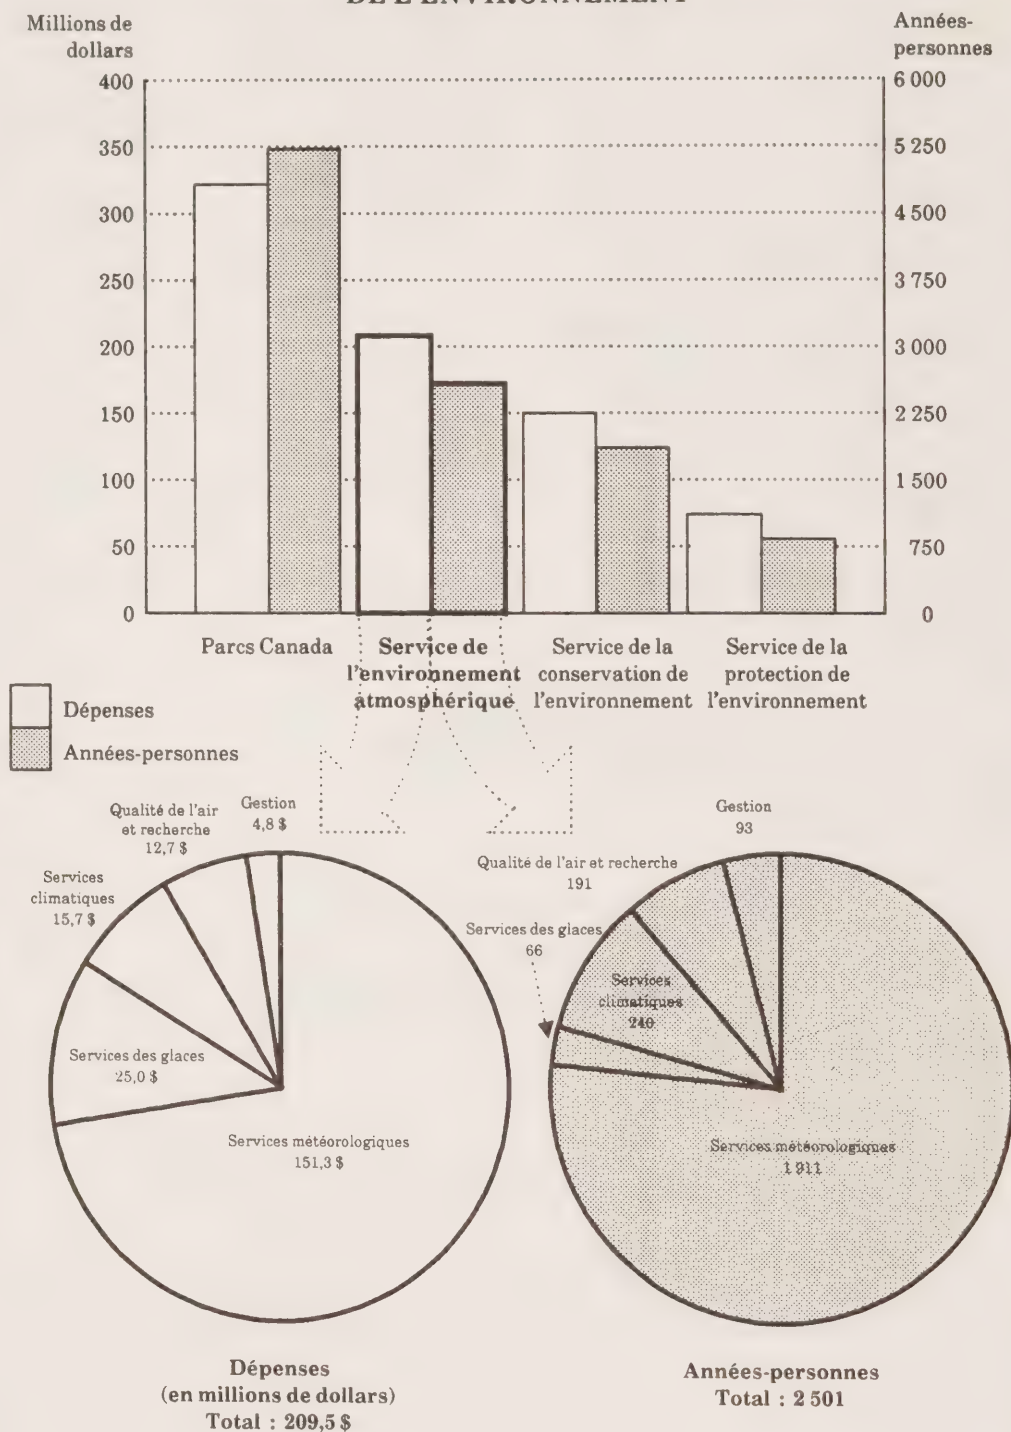 DE L'ENVIRONNEMENT
Millions de
dollars
Années-
personnes
400
350
300
250
200
150
100
50
0
6 000
5 250
4 500
3 750
3 000
2 250
1 500
750
0
Parcs Canada
Service de
l'environnement
atmosphérique
Service de la
conservation de
l'environnement
Service de la
protection de
l'environnement
Dépenses
Années-personnes
Gestion
4,8 $
Qualité de l'air
et recherche
12,7 $
Services
climatiques
15,7 $
Services des glaces
25,0 $
Services météorologiques
151,3 $
Dépenses
(en millions de dollars)
Total : 209,5 $
Gestion
93
Qualité de l'air et recherche
191
Services des glaces
66
Services
climatiques
240
Services météorologiques
1 911
Années-personnes
Total : 2 501